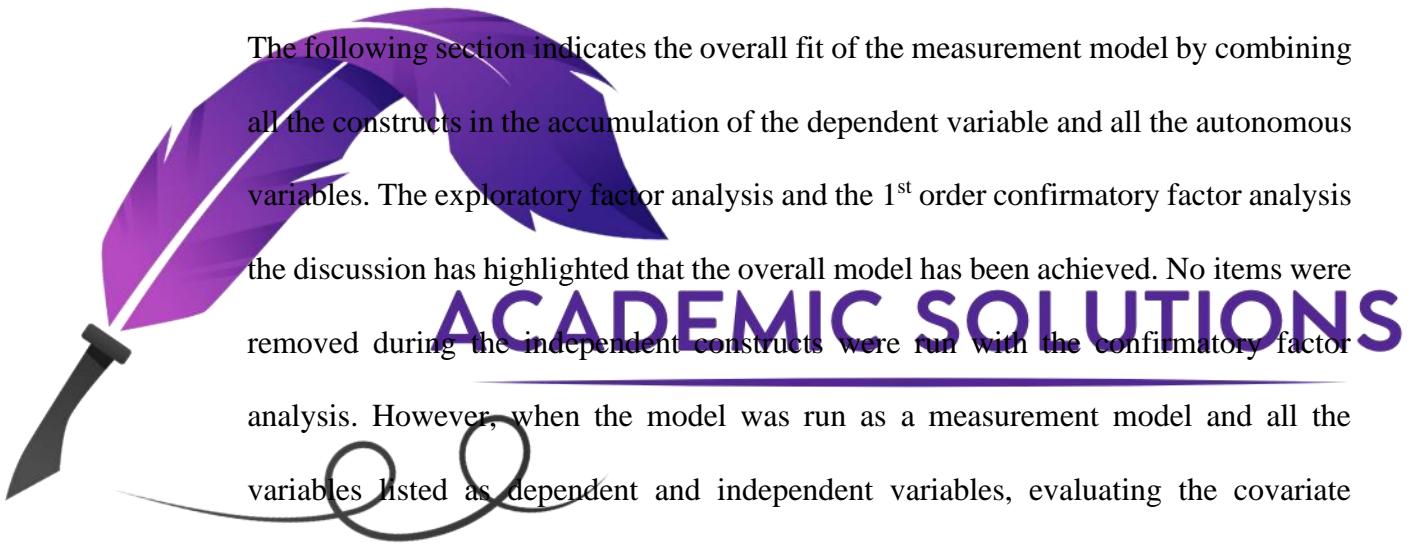 The following section indicates the overall fit of the measurement model by combining
all the constructs in the accumulation of the dependent variable and all the autonomous
variables. The exploratory factor analysis and the 1st order confirmatory factor analysis
the discussion has highlighted that the overall model has been achieved. No items were
ACADEMIC SOLUTIONS
removed during the independent constructs were run with the confirmatory factor
analysis. However, when the model was run as a measurement model and all the
variables listed as dependent and independent variables, evaluating the covariate